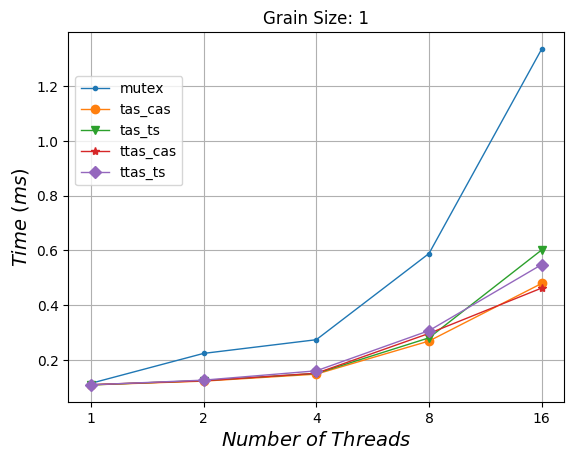 Grain Size: 1
mutex
tas_cas
tas_ts
ttas_cas
ttas_ts
1.2
1.0
0.8
0.6
0.4
0.2
Time (ms)
1 2 4 8 16
Number of Threads